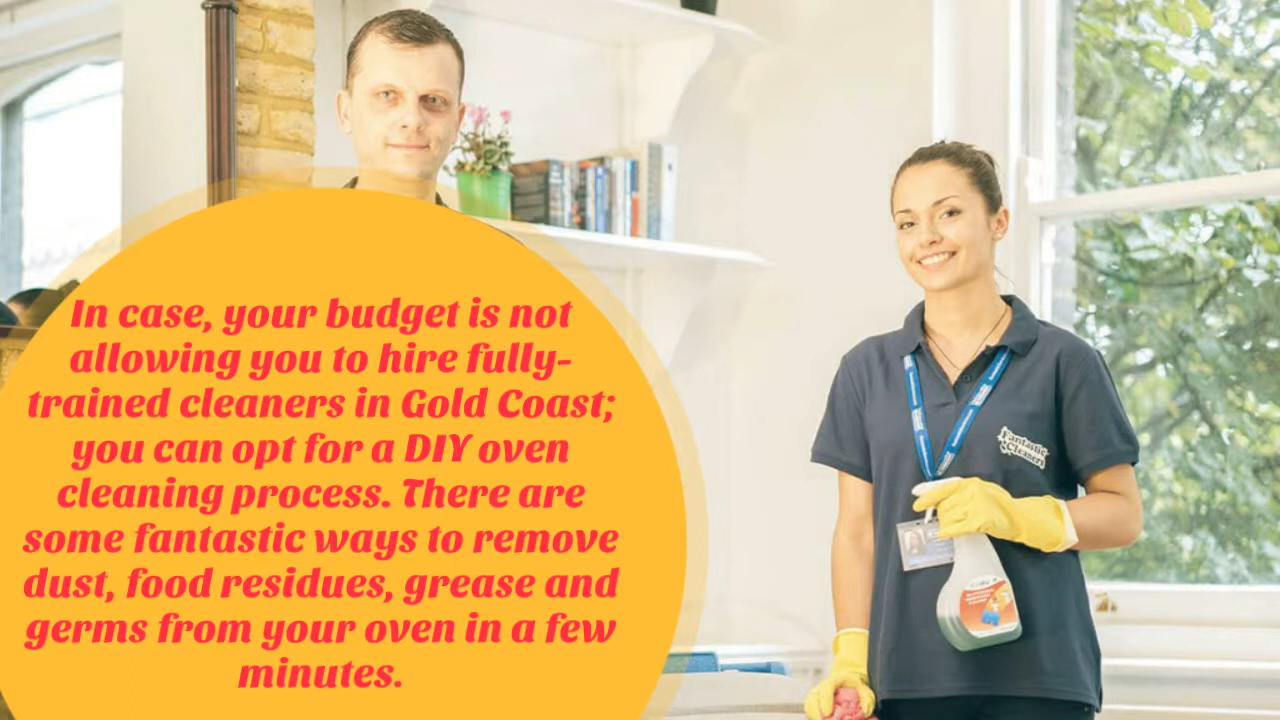 In case, your budget is not
allowing you to hire fully-
trained cleaners in Gold Coast;
you can opt for a DIY oven
cleaning process. There are
some fantastic ways to remove
dust, food residues, grease and
germs from your oven in a few
minutes.
Fantastic
Cleaners